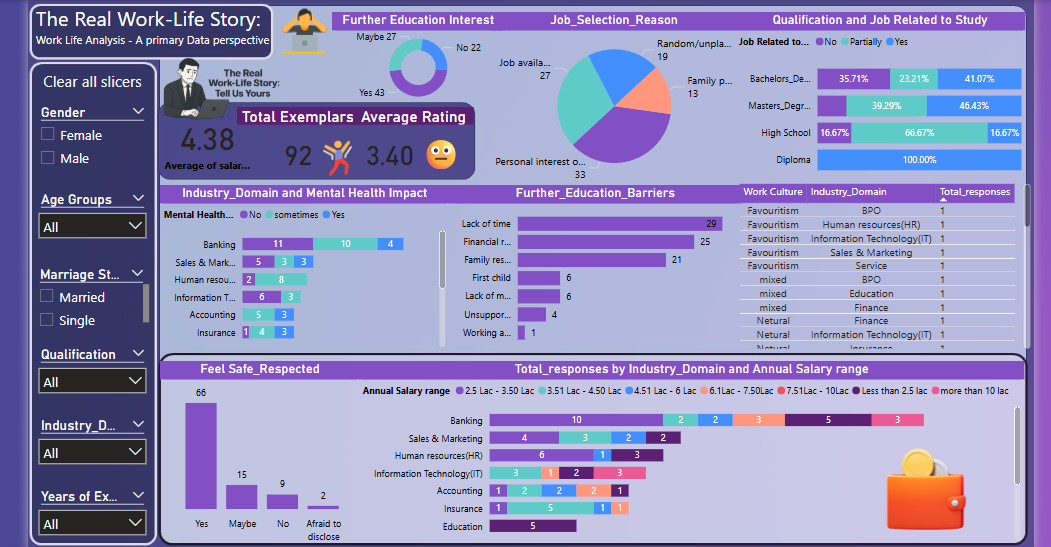 The Real Work-Life Story:
Work Life Analysis - A primary Data perspective
Clear all slicers
Gender
Female
Male
Age Groups
All
Marriage St...
Married
Single
Qualification
All
Industry_D...
All
Years of Ex...
All
The Real
Work-Life Story:
Tell Us Yours
4.38
Average of salar...
Total Exemplars Average Rating
92 3.40
Further Education Interest
Maybe 27
No 22
Yes 43
Job_Selection_Reason
Random/unpla...
19
Job availa...
27
Family p...
13
Personal interest o...
33
Qualification and Job Related to Study
Job Related to... No Partially Yes
Bachelors_De... 35.71% 23.21% 41.07%
Masters_Degr... 39.29% 46.43%
High School 16.67% 66.67% 16.67%
Diploma 100.00%
Industry_Domain and Mental Health Impact
Mental Health... No sometimes Yes
Banking 11 10 4
Sales & Mark... 5 3 3
Human resou... 2 8
Information T... 6 3
Accounting 5 3
Insurance 1 4 3
Further_Education_Barriers
Lack of time 29
Financial r... 25
Family res... 21
First child 6
Lack of m... 6
Unsuppor... 4
Working a... 1
Work Culture Industry_Domain Total_responses
Favouritism BPO 1
Favouritism Human resources(HR) 1
Favouritism Information Technology(IT) 1
Favouritism Sales & Marketing 1
Favouritism Service 1
mixed BPO 1
mixed Education 1
mixed Finance 1
Netural Finance 1
Netural Information Technology(IT) 1
Netural Insurance 1
Feel Safe_Respected
66
15
9
2
Yes Maybe No Afraid to
disclose
Total_responses by Industry_Domain and Annual Salary range
Annual Salary range 2.5 Lac - 3.50 Lac 3.51 Lac - 4.50 Lac 4.51 Lac - 6 Lac 6.1Lac - 7.50Lac 7.51Lac - 10Lac Less than 2.5 lac more than 10 lac
Banking 10 2 2 3 5 3
Sales & Marketing 4 3 2 2
Human resources(HR) 6 1 3
Information Technology(IT) 3 1 2 3
Accounting 1 2 2 2 1
Insurance 1 5 1 1
Education 5